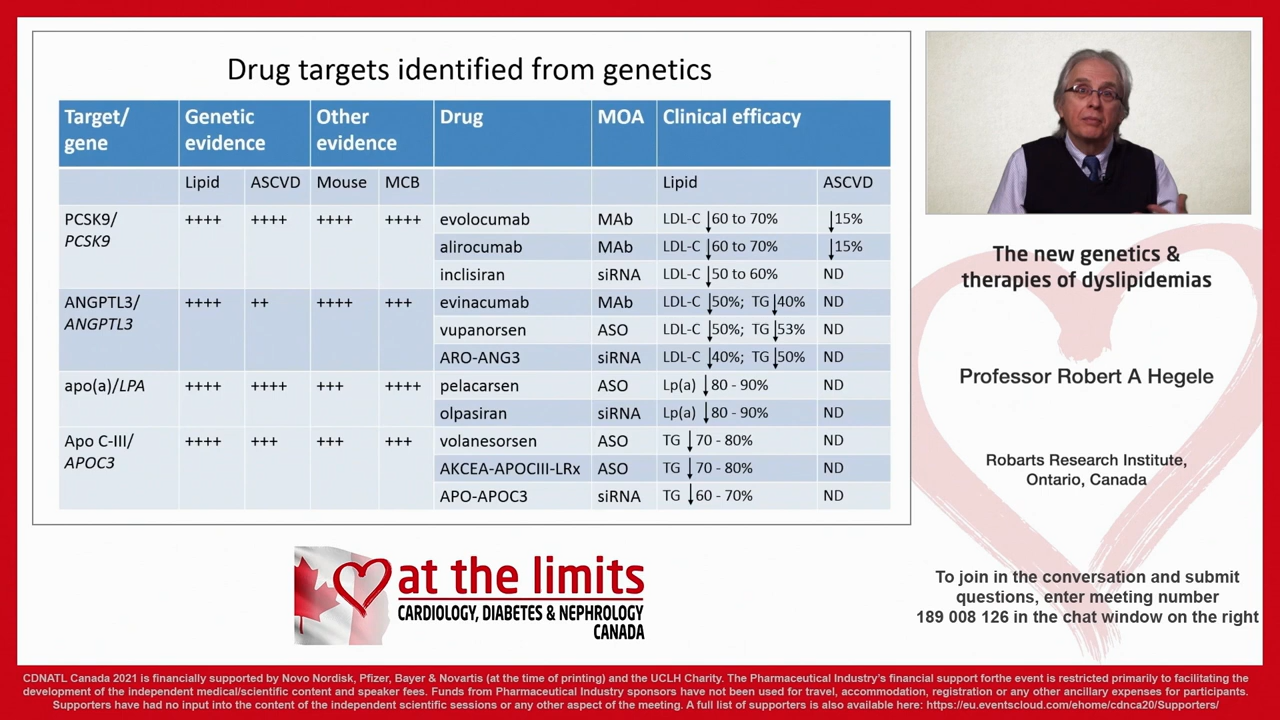 Drug targets identified from genetics
Target/ gene Genetic evidence Other evidence Drug MOA Clinical efficacy
Lipid ASCVD Mouse MCB Lipid ASCVD
PCSK9/ PCSK9 ++++ ++++ ++++ ++++ evolocumab MAb LDL-C ↓60 to 70% ↓15%
alirocumab MAb LDL-C ↓60 to 70% ↓15%
inclisiran siRNA LDL-C ↓50 to 60% ND
ANGPTL3/ ANGPTL3 ++++ ++ ++++ +++ evinacumab MAb LDL-C ↓50%; TG ↓40% ND
vupanorsen ASO LDL-C ↓50%; TG ↓53% ND
ARO-ANG3 siRNA LDL-C ↓40%; TG ↓50% ND
apo(a)/LPA ++++ ++++ +++ ++++ pelacarsen ASO Lp(a) ↓80 - 90% ND
olpasiran siRNA Lp(a) ↓80 - 90% ND
Apo C-III/ APOC3 ++++ +++ +++ +++ volanesorsen ASO TG ↓70 - 80% ND
AKCEA-APOCIII-LRx ASO TG ↓70 - 80% ND
APO-APOC3 siRNA TG ↓60 - 70% ND
The new genetics &
therapies of dyslipidemias
Professor Robert A Hegele
Robarts Research Institute,
Ontario, Canada
at the limits
CARDIOLOGY, DIABETES & NEPHROLOGY
CANADA
To join in the conversation and submit
questions, enter meeting number
189 008 126 in the chat window on the right
CDNATL Canada 2021 is financially supported by Novo Nordisk, Pfizer, Bayer & Novartis (at the time of printing) and the UCLH Charity. The Pharmaceutical Industry's financial support forthe event is restricted primarily to facilitating the
development of the independent medical/scientific content and speaker fees. Funds from Pharmaceutical Industry sponsors have not been used for travel, accommodation, registration or any other ancillary expenses for participants.
Supporters have had no input into the content of the independent scientific sessions or any other aspect of the meeting. A full list of supporters is also available here: https://eu.eventscloud.com/ehome/cdnca20/Supporters/